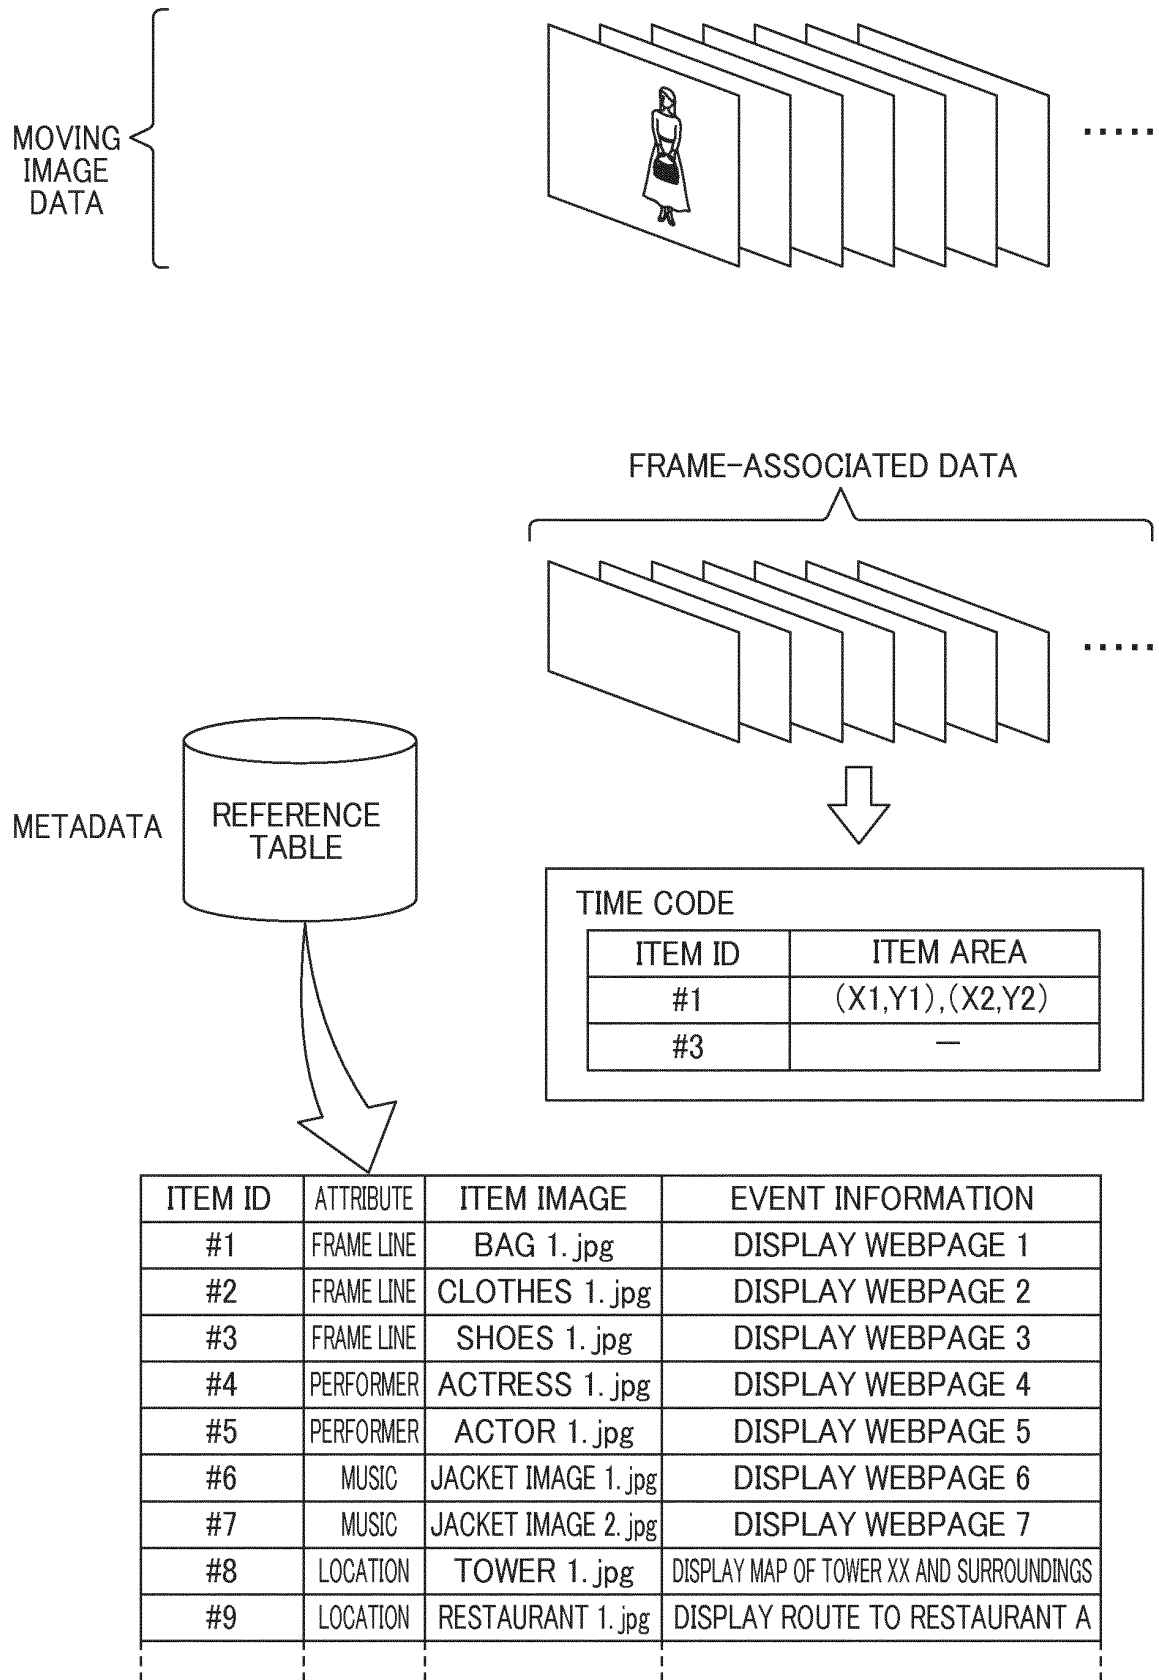 MOVING
IMAGE
DATA
.....
FRAME-ASSOCIATED DATA
.....
METADATA
REFERENCE
TABLE
TIME CODE
ITEM ID ITEM AREA
#1 (X1,Y1),(X2,Y2)
#3 —
ITEM ID ATTRIBUTE ITEM IMAGE EVENT INFORMATION
#1 FRAME LINE BAG 1.jpg DISPLAY WEBPAGE 1
#2 FRAME LINE CLOTHES 1.jpg DISPLAY WEBPAGE 2
#3 FRAME LINE SHOES 1.jpg DISPLAY WEBPAGE 3
#4 PERFORMER ACTRESS 1.jpg DISPLAY WEBPAGE 4
#5 PERFORMER ACTOR 1.jpg DISPLAY WEBPAGE 5
#6 MUSIC JACKET IMAGE 1.jpg DISPLAY WEBPAGE 6
#7 MUSIC JACKET IMAGE 2.jpg DISPLAY WEBPAGE 7
#8 LOCATION TOWER 1.jpg DISPLAY MAP OF TOWER XX AND SURROUNDINGS
#9 LOCATION RESTAURANT 1.jpg DISPLAY ROUTE TO RESTAURANT A